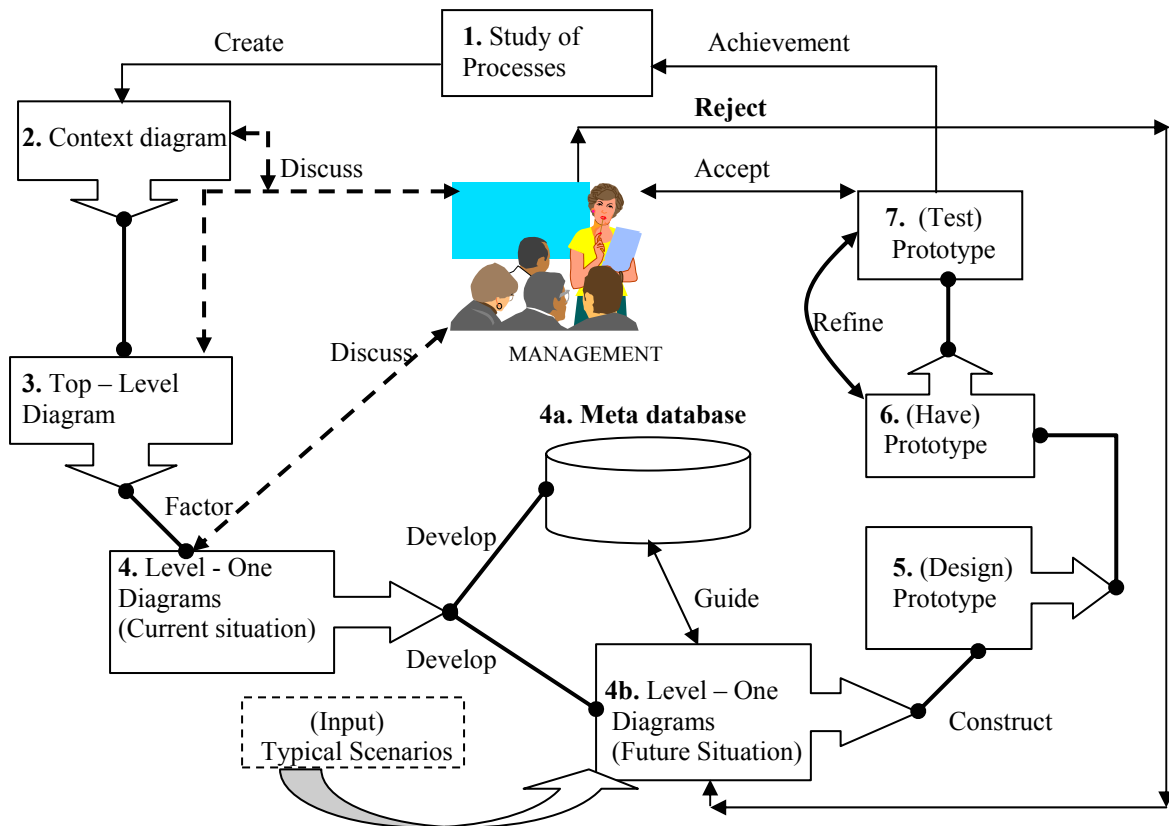 Create
1. Study of
Processes
Achievement
Reject
2. Context diagram
Discuss
Accept
7. (Test)
Prototype
Refine
MANAGEMENT
Discuss
3. Top – Level
Diagram
4a. Meta database
6. (Have)
Prototype
Factor
Develop
4. Level - One
Diagrams
(Current situation)
Guide
5. (Design)
Prototype
Develop
4b. Level – One
Diagrams
(Future Situation)
Construct
(Input)
Typical Scenarios